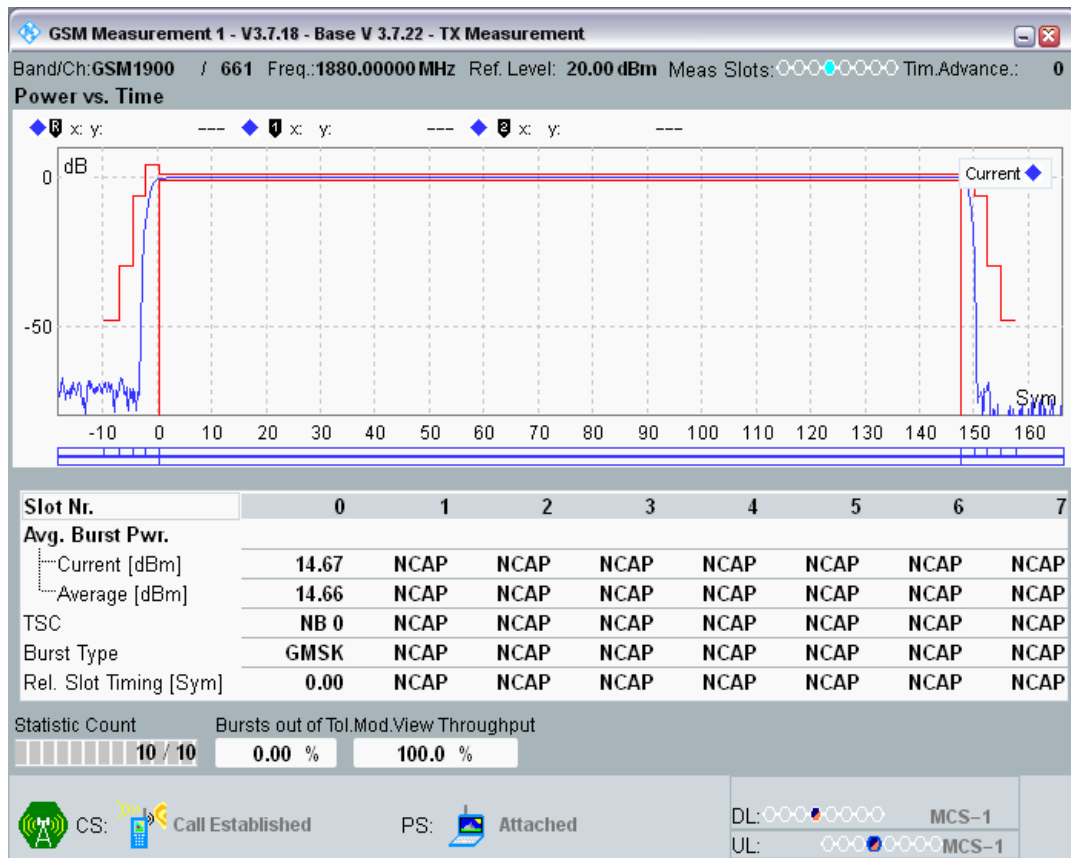 GSM Measurement 1 - V3.7.18 - Base V 3.7.22 - TX Measurement
Band/Ch:GSM1900 / 661 Freq.:1880.00000 MHz Ref. Level: 20.00 dBm Meas Slots: Tim.Advance.: 0
Power vs. Time
R x: y: --- 1 x: y: --- 2 x: y: ---
dB
0
Current
-50
Sym
-10 0 10 20 30 40 50 60 70 80 90 100 110 120 130 140 150 160
Slot Nr. 0 1 2 3 4 5 6 7
Avg. Burst Pwr.
Current [dBm] 14.67 NCAP NCAP NCAP NCAP NCAP NCAP NCAP
Average [dBm] 14.66 NCAP NCAP NCAP NCAP NCAP NCAP NCAP
TSC NB 0 NCAP NCAP NCAP NCAP NCAP NCAP NCAP
Burst Type GMSK NCAP NCAP NCAP NCAP NCAP NCAP NCAP
Rel. Slot Timing [Sym] 0.00 NCAP NCAP NCAP NCAP NCAP NCAP NCAP
Statistic Count Bursts out of Tol.Mod.View Throughput
10 / 10 0.00 % 100.0 %
CS: Call Established PS: Attached
DL: MCS-1
UL: MCS-1